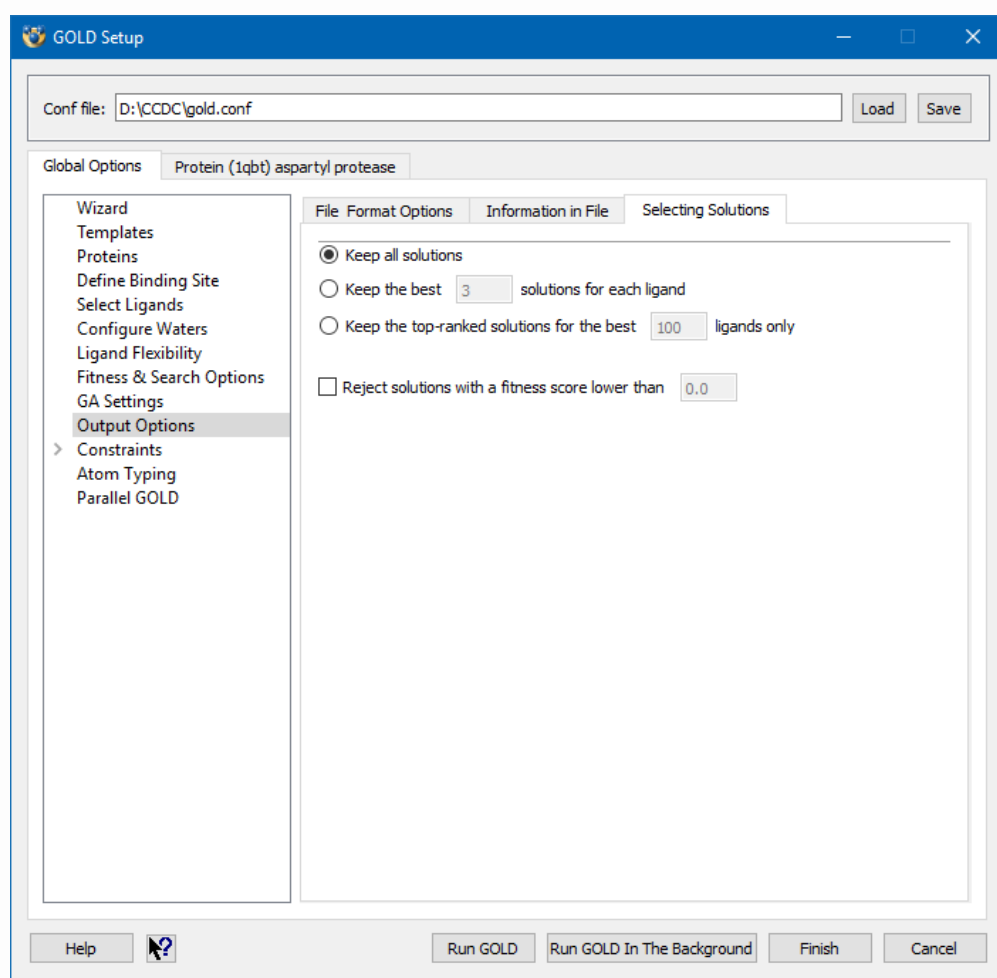 GOLD Setup
Conf file: D:\CCDC\gold.conf Load Save
Global Options Protein (1qbt) aspartyl protease
Wizard
Templates
Proteins
Define Binding Site
Select Ligands
Configure Waters
Ligand Flexibility
Fitness & Search Options
GA Settings
Output Options
Constraints
Atom Typing
Parallel GOLD
File Format Options Information in File Selecting Solutions
Keep all solutions
Keep the best 3 solutions for each ligand
Keep the top-ranked solutions for the best 100 ligands only
Reject solutions with a fitness score lower than 0.0
Help ? Run GOLD Run GOLD In The Background Finish Cancel